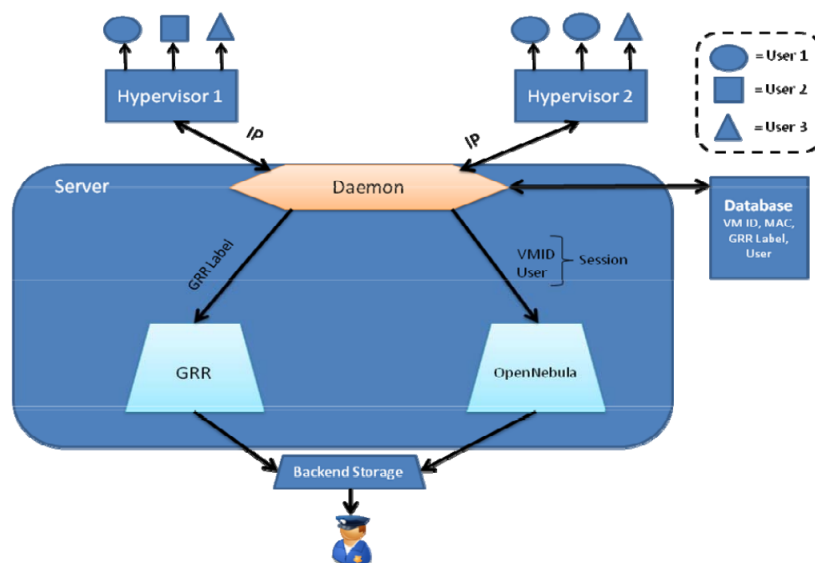 Hypervisor 1
Hypervisor 2
= User 1
= User 2
= User 3
IP
IP
Server
Daemon
Database
VM ID, MAC,
GRR Label,
User
GRR Label
VMID
User
Session
GRR
OpenNebula
Backend Storage